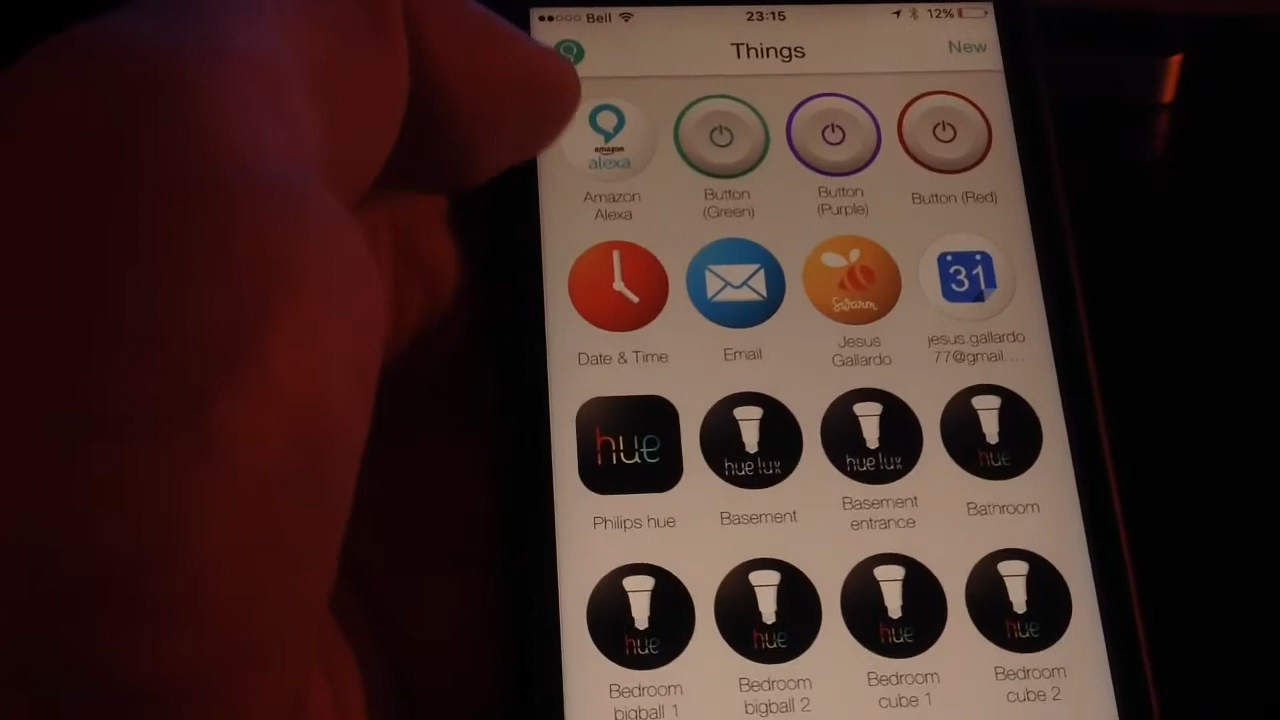 Bell 23:15 12%
Things New
amazon
alexa
Amazon
Alexa
Button
(Green)
Button
(Purple)
Button (Red)
Swarm
31
Date & Time
Email
Jesus
Gallardo
jesus.gallardo
77@gmail....
hue
hue lux
hue lux
hue
Philips hue
Basement
Basement
entrance
Bathroom
hue
hue
hue
hue
Bedroom
bigball 1
Bedroom
bigball 2
Bedroom
cube 1
Bedroom
cube 2